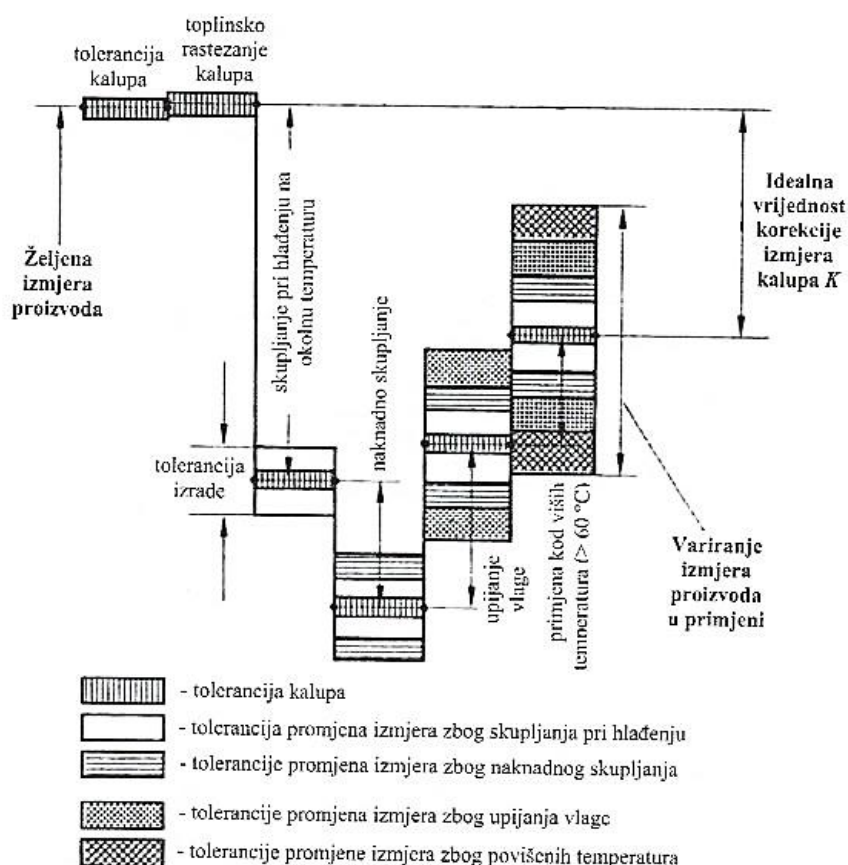 tolerancija
kalupa
toplinsko
rastezanje
kalupa
Željena
izmjera
proizvoda
skupljanje pri hlađenju na
okolnu temperaturu
naknadno skupljanje
tolerancija
izrade
upijanje
vlage
primjena kod viših
temperatura (> 60 °C)
Idealna
vrijednost
korekcije
izmjera
kalupa K
Variranje
izmjera
proizvoda
u primjeni
- tolerancija kalupa
- tolerancija promjena izmjera zbog skupljanja pri hlađenju
- tolerancije promjena izmjera zbog naknadnog skupljanja
- tolerancije promjena izmjera zbog upijanja vlage
- tolerancije promjene izmjera zbog povišenih temperatura